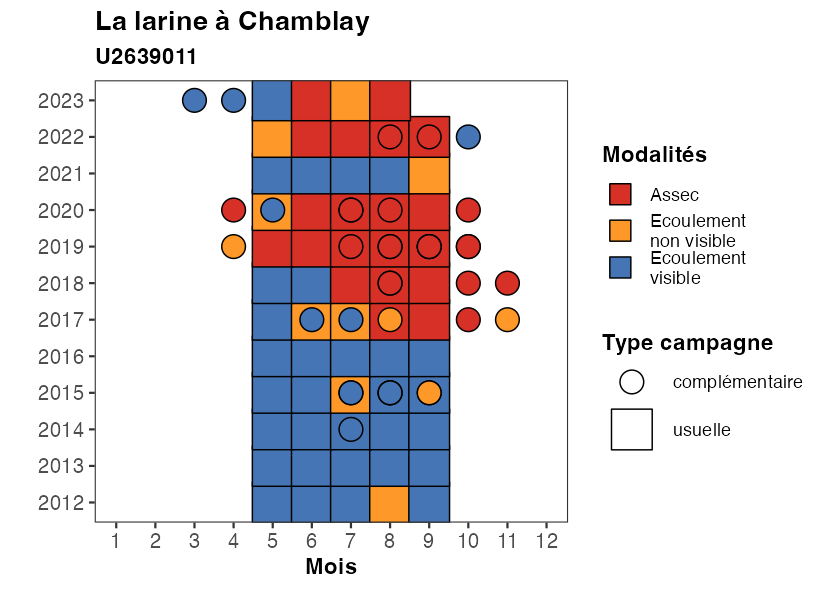 La larine à Chamblay
U2639011
2023
2022
2021
2020
2019
2018
2017
2016
2015
2014
2013
2012
1 2 3 4 5 6 7 8 9 10 11 12
Mois
Modalités
Assec
Ecoulement
non visible
Ecoulement
visible
Type campagne
complémentaire
usuelle